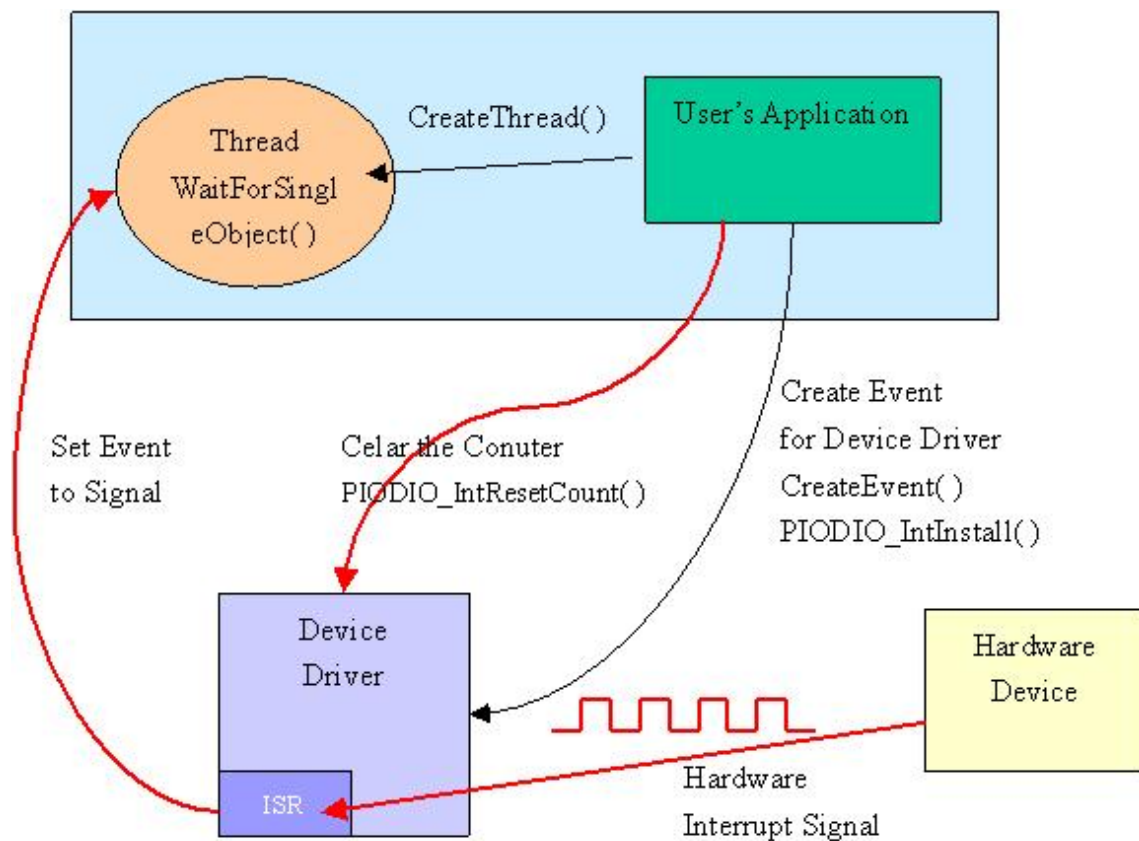 CreateThread( )
User's Application
Thread
WaitForSingl
eObject( )
Create Event
for Device Driver
CreateEvent( )
PIODIO_IntInstall( )
Set Event
to Signal
Celar the Conuter
PIODIO_IntResetCount( )
Device
Driver
Hardware
Device
ISR
Hardware
Interrupt Signal